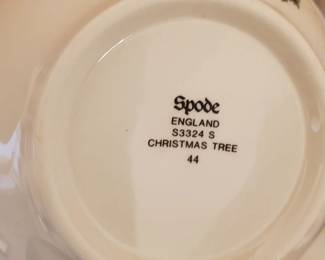 Spode
ENGLAND
S3324 S
CHRISTMAS TREE
44